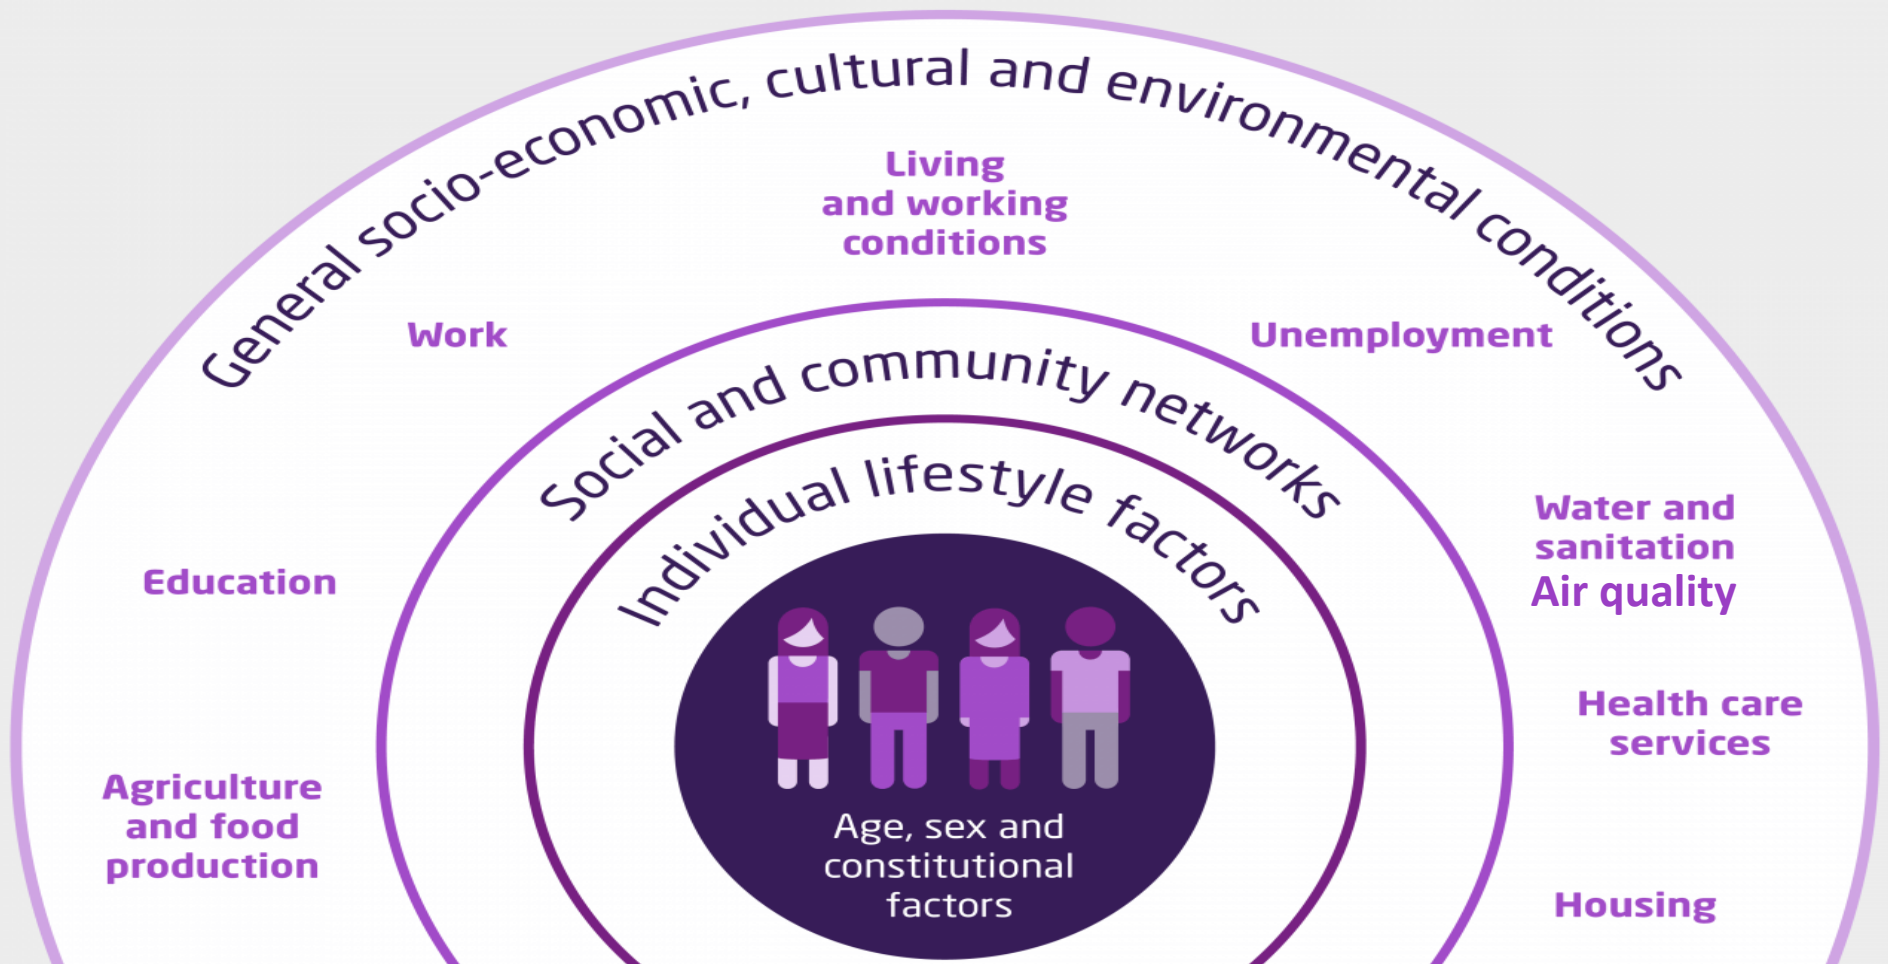 General socio-economic, cultural and environmental conditions
Living
and working
conditions
Work
Unemployment
Social and community networks
Individual lifestyle factors
Education
Water and
sanitation
Air quality
Health care
services
Agriculture
and food
production
Age, sex and
constitutional
factors
Housing